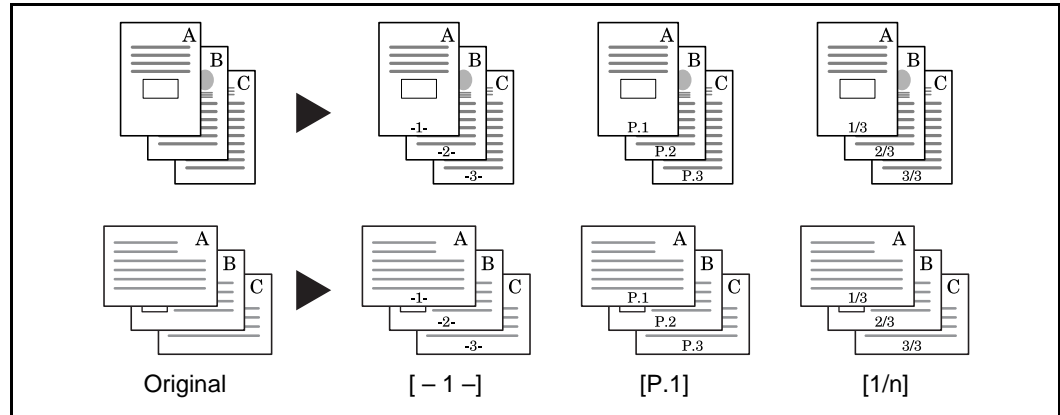 A A A A
B B B B
C C C C
-1- P.1 1/3
-2- P.2 2/3
-3- P.3 3/3
A A A A
B B B B
C C C C
-1- P.1 1/3
-2- P.2 2/3
-3- P.3 3/3
Original [ – 1 –] [P.1] [1/n]